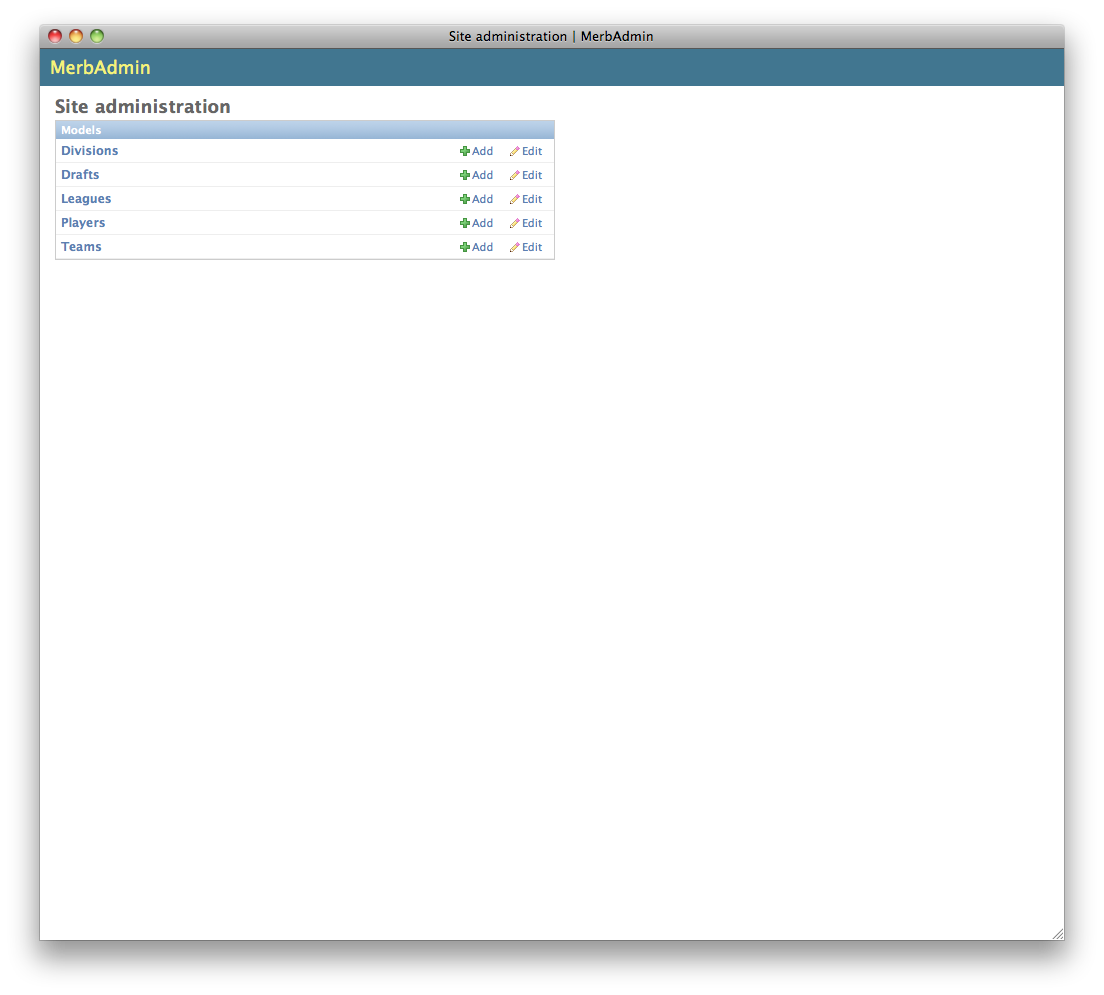 Site administration | MerbAdmin
MerbAdmin
Site administration
Models
Divisions Add Edit
Drafts Add Edit
Leagues Add Edit
Players Add Edit
Teams Add Edit